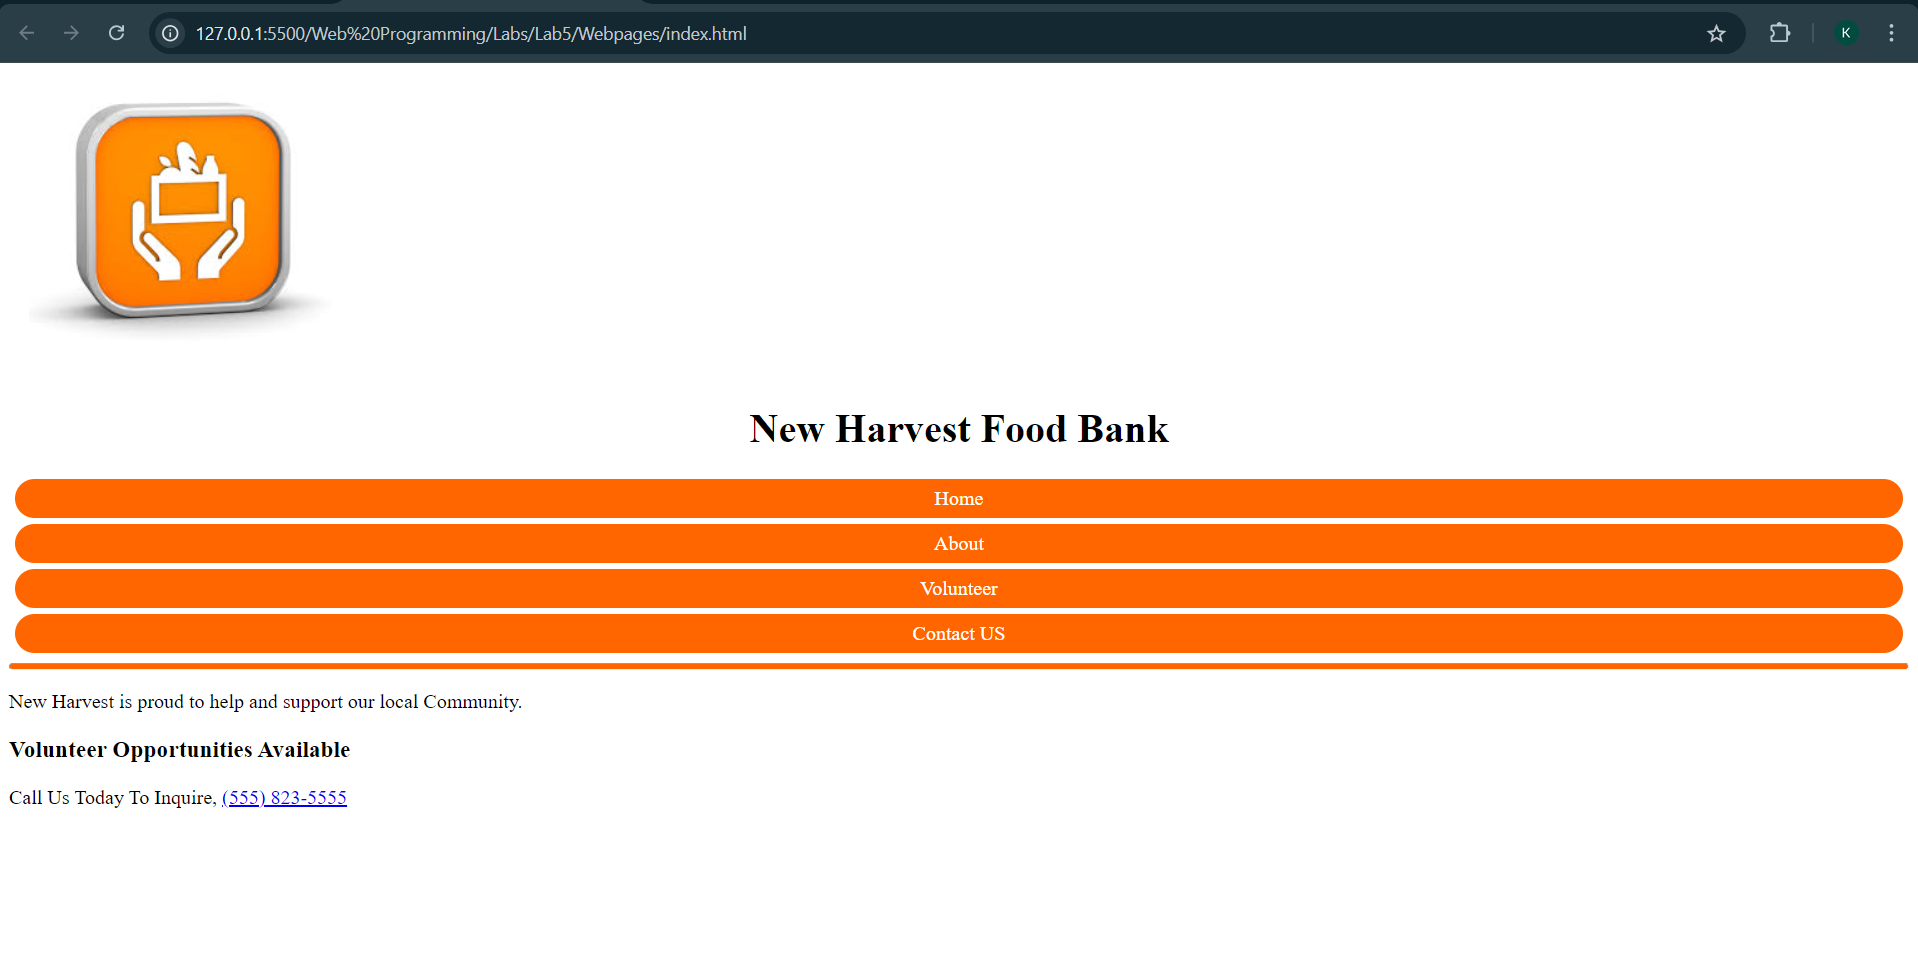 127.0.0.1:5500/Web%20Programming/Labs/Lab5/Webpages/index.html
K
New Harvest Food Bank
Home
About
Volunteer
Contact US
New Harvest is proud to help and support our local Community.
Volunteer Opportunities Available
Call Us Today To Inquire, (555) 823-5555